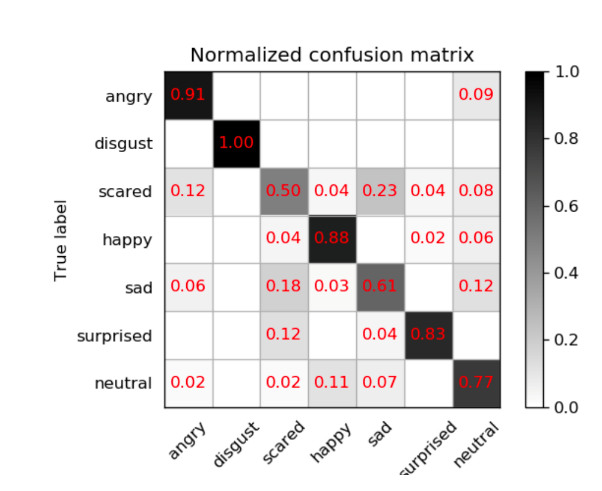 Normalized confusion matrix
True label
angry 0.91 0.09
disgust 1.00
scared 0.12 0.50 0.04 0.23 0.04 0.08
happy 0.04 0.88 0.02 0.06
sad 0.06 0.18 0.03 0.61 0.12
surprised 0.12 0.04 0.83
neutral 0.02 0.02 0.11 0.07 0.77
angry disgust scared happy sad surprised neutral
1.0
0.8
0.6
0.4
0.2
0.0